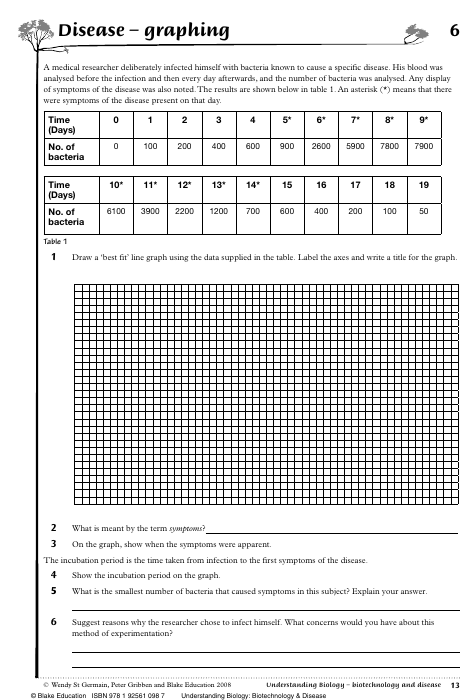 Disease – graphing 6
A medical researcher deliberately infected himself with bacteria known to cause a specific disease. His blood was
analysed before the infection and then every day afterwards, and the number of bacteria was analysed. Any display
of symptoms of the disease was also noted. The results are shown below in table 1. An asterisk (*) means that there
were symptoms of the disease present on that day.
Time (Days) 0 1 2 3 4 5* 6* 7* 8* 9*
No. of bacteria 0 100 200 400 600 900 2600 5900 7800 7900
Time (Days) 10* 11* 12* 13* 14* 15 16 17 18 19
No. of bacteria 6100 3900 2200 1200 700 600 400 200 100 50
Table 1
1 Draw a ‘best fit’ line graph using the data supplied in the table. Label the axes and write a title for the graph.
2 What is meant by the term symptoms?
3 On the graph, show when the symptoms were apparent.
The incubation period is the time taken from infection to the first symptoms of the disease.
4 Show the incubation period on the graph.
5 What is the smallest number of bacteria that caused symptoms in this subject? Explain your answer.
6 Suggest reasons why the researcher chose to infect himself. What concerns would you have about this
method of experimentation?
© Wendy St Germain, Peter Gribben and Blake Education 2008 Understanding Biology – biotechnology and disease 13
© Blake Education ISBN 978 1 92561 098 7 Understanding Biology: Biotechnology & Disease